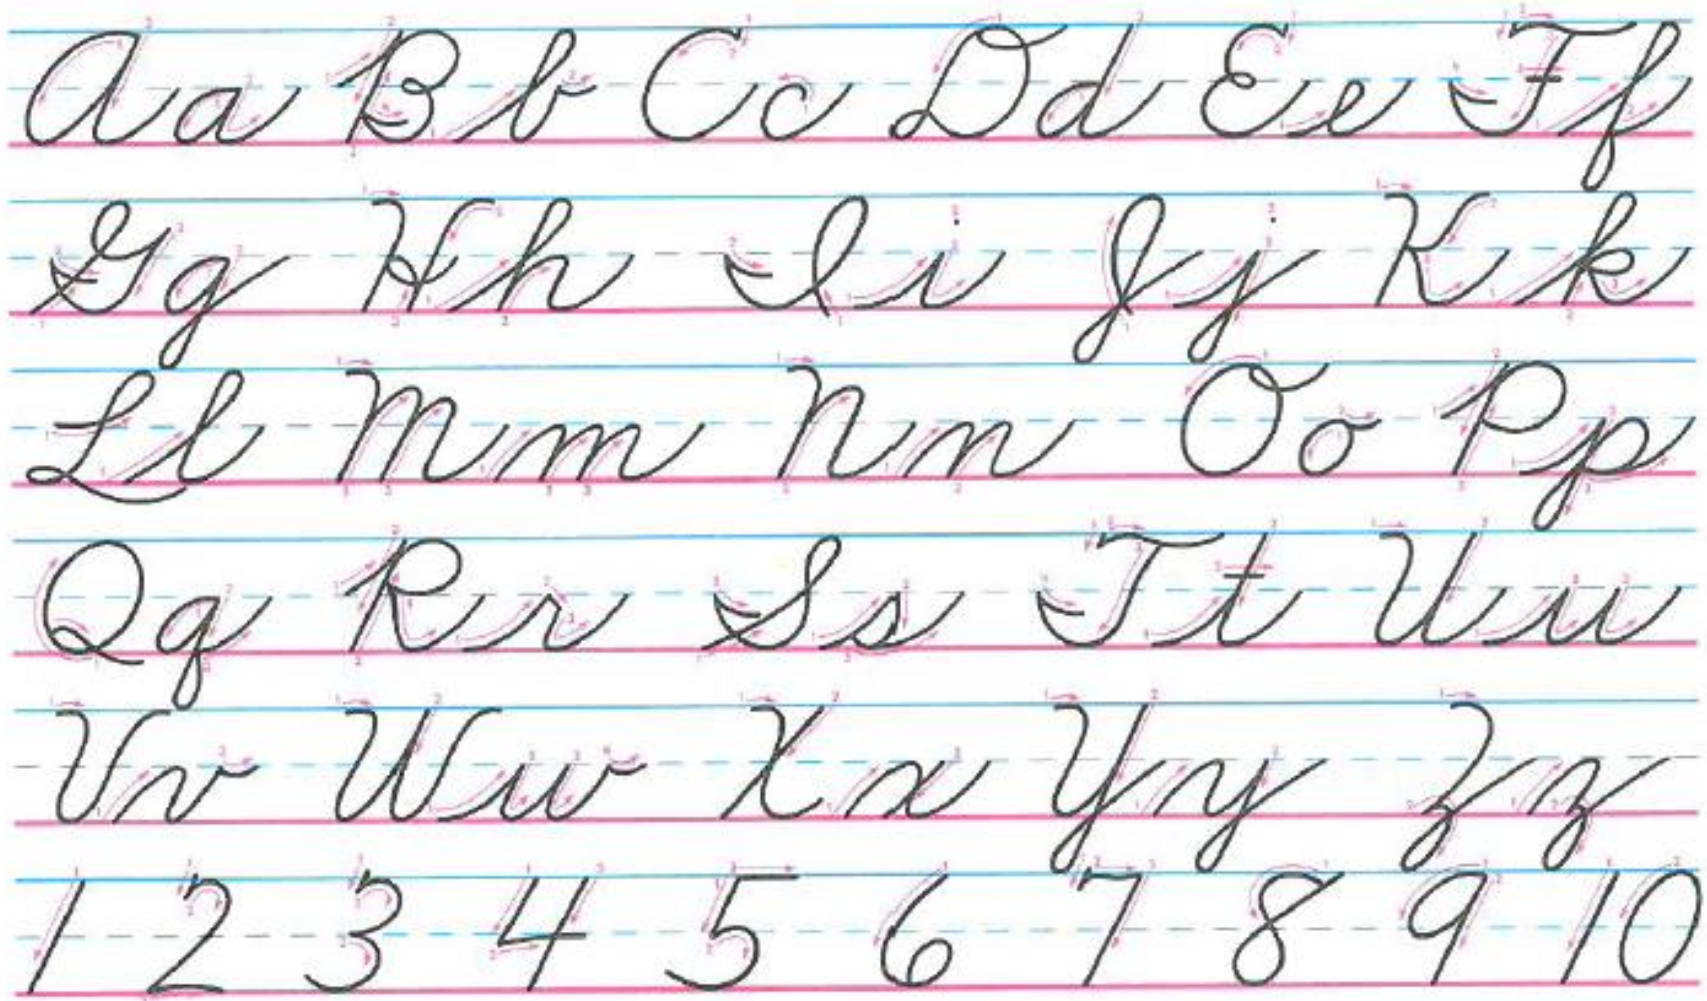 Aa Bb Cc Dd Ee Ff
Gg Hh Ii Jj Kk
Ll Mm Nn Oo Pp
Qq Rr Ss Tt Uu
Vv Ww Xx Yy Zz
1 2 3 4 5 6 7 8 9 10